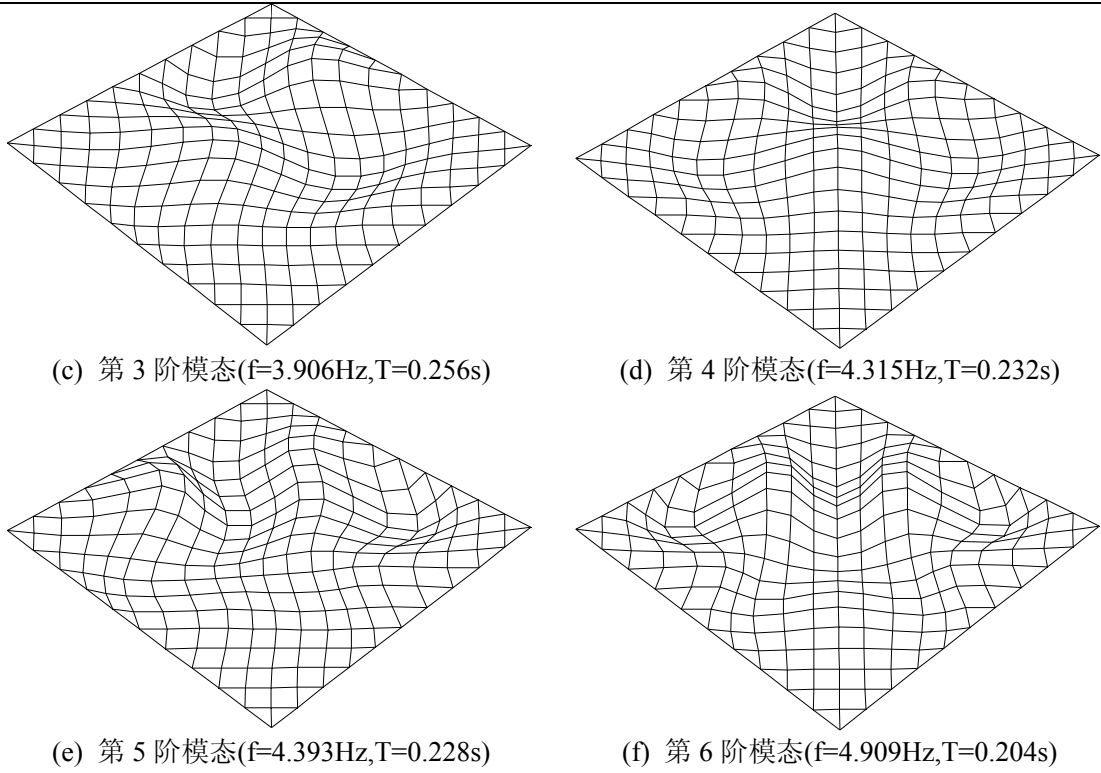 (c) 第 3 阶模态(f=3.906Hz,T=0.256s)
(d) 第 4 阶模态(f=4.315Hz,T=0.232s)
(e) 第 5 阶模态(f=4.393Hz,T=0.228s)
(f) 第 6 阶模态(f=4.909Hz,T=0.204s)